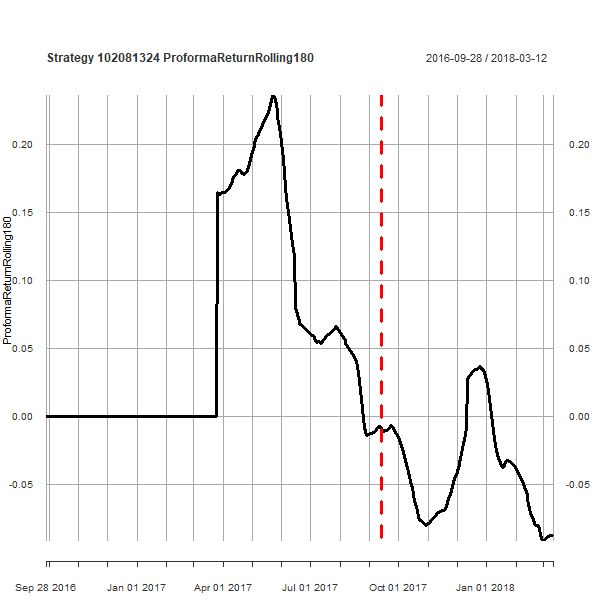 Strategy 102081324 ProformaReturnRolling180
2016-09-28 / 2018-03-12
ProformaReturnRolling180
0.20 0.20
0.15 0.15
0.10 0.10
0.05 0.05
0.00 0.00
-0.05 -0.05
Sep 28 2016 Jan 01 2017 Apr 01 2017 Jul 01 2017 Oct 01 2017 Jan 01 2018